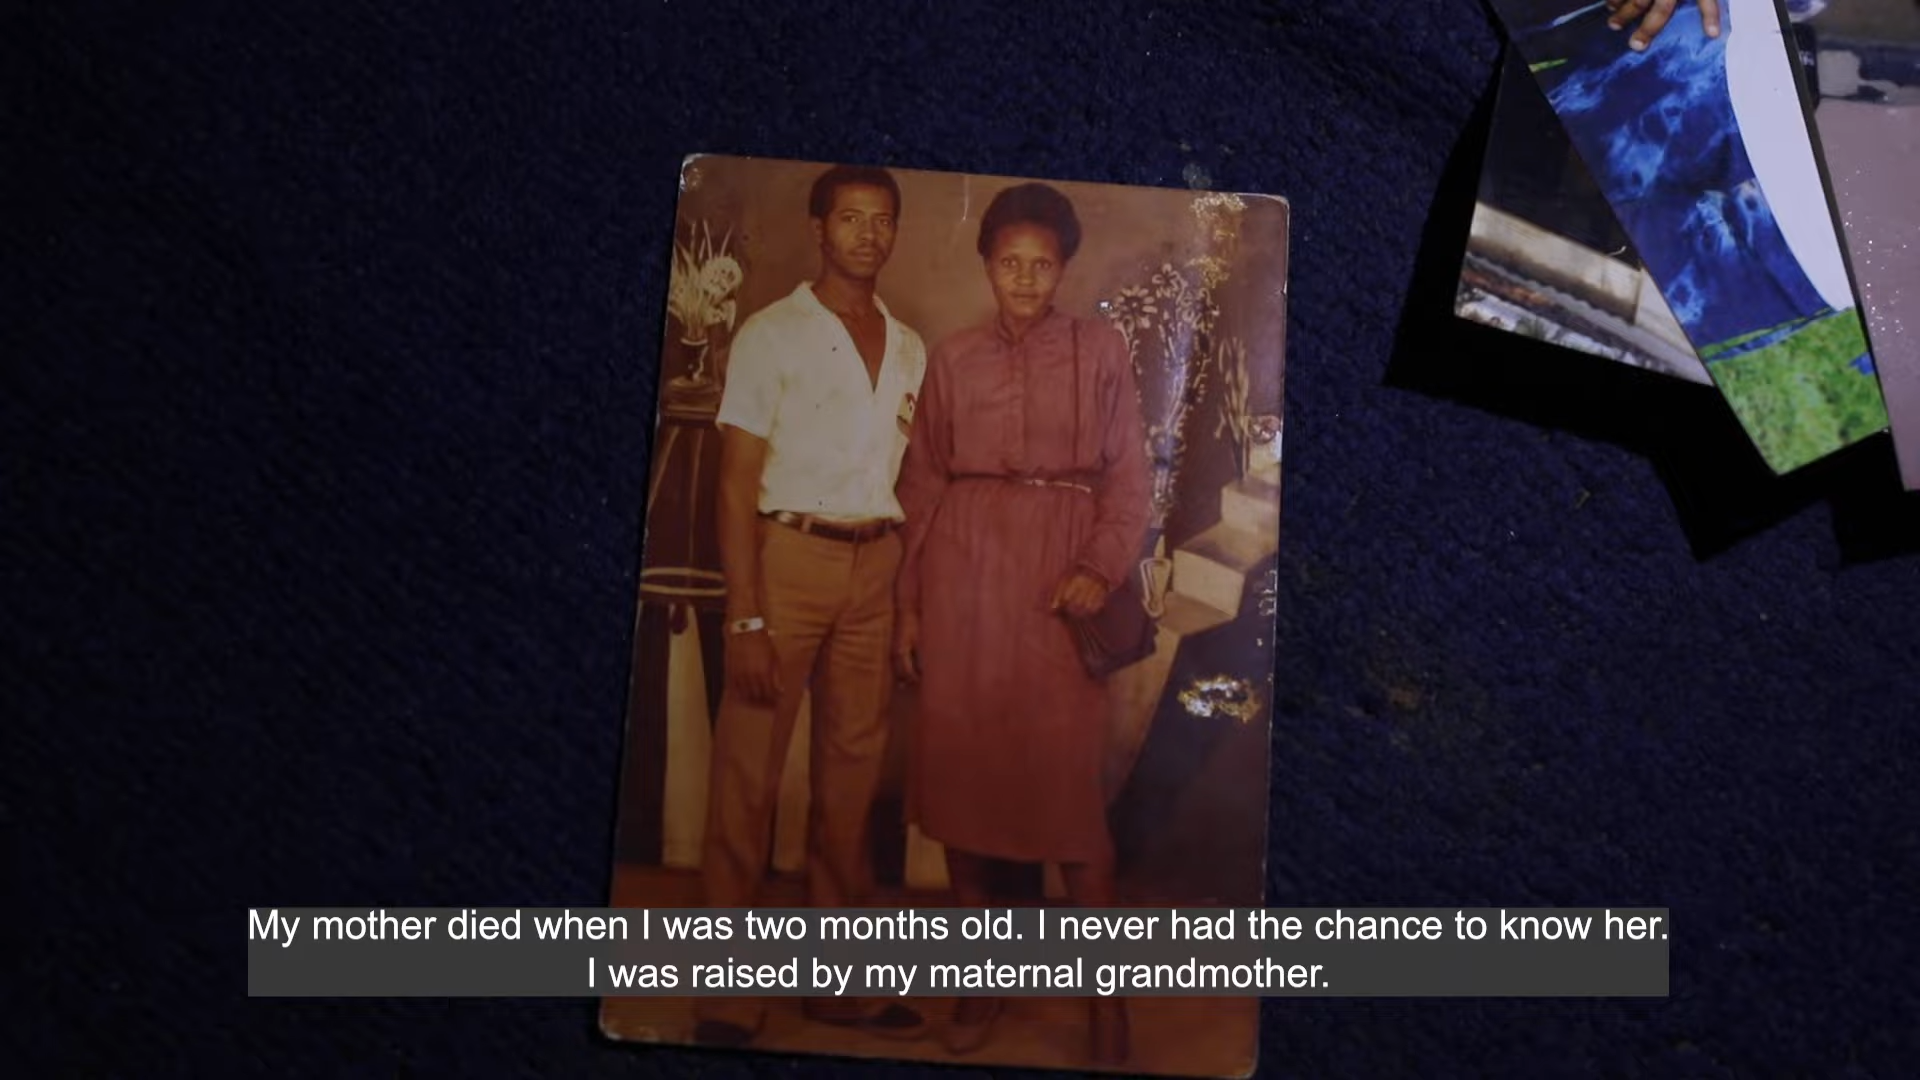 My mother died when I was two months old. I never had the chance to know her.
I was raised by my maternal grandmother.